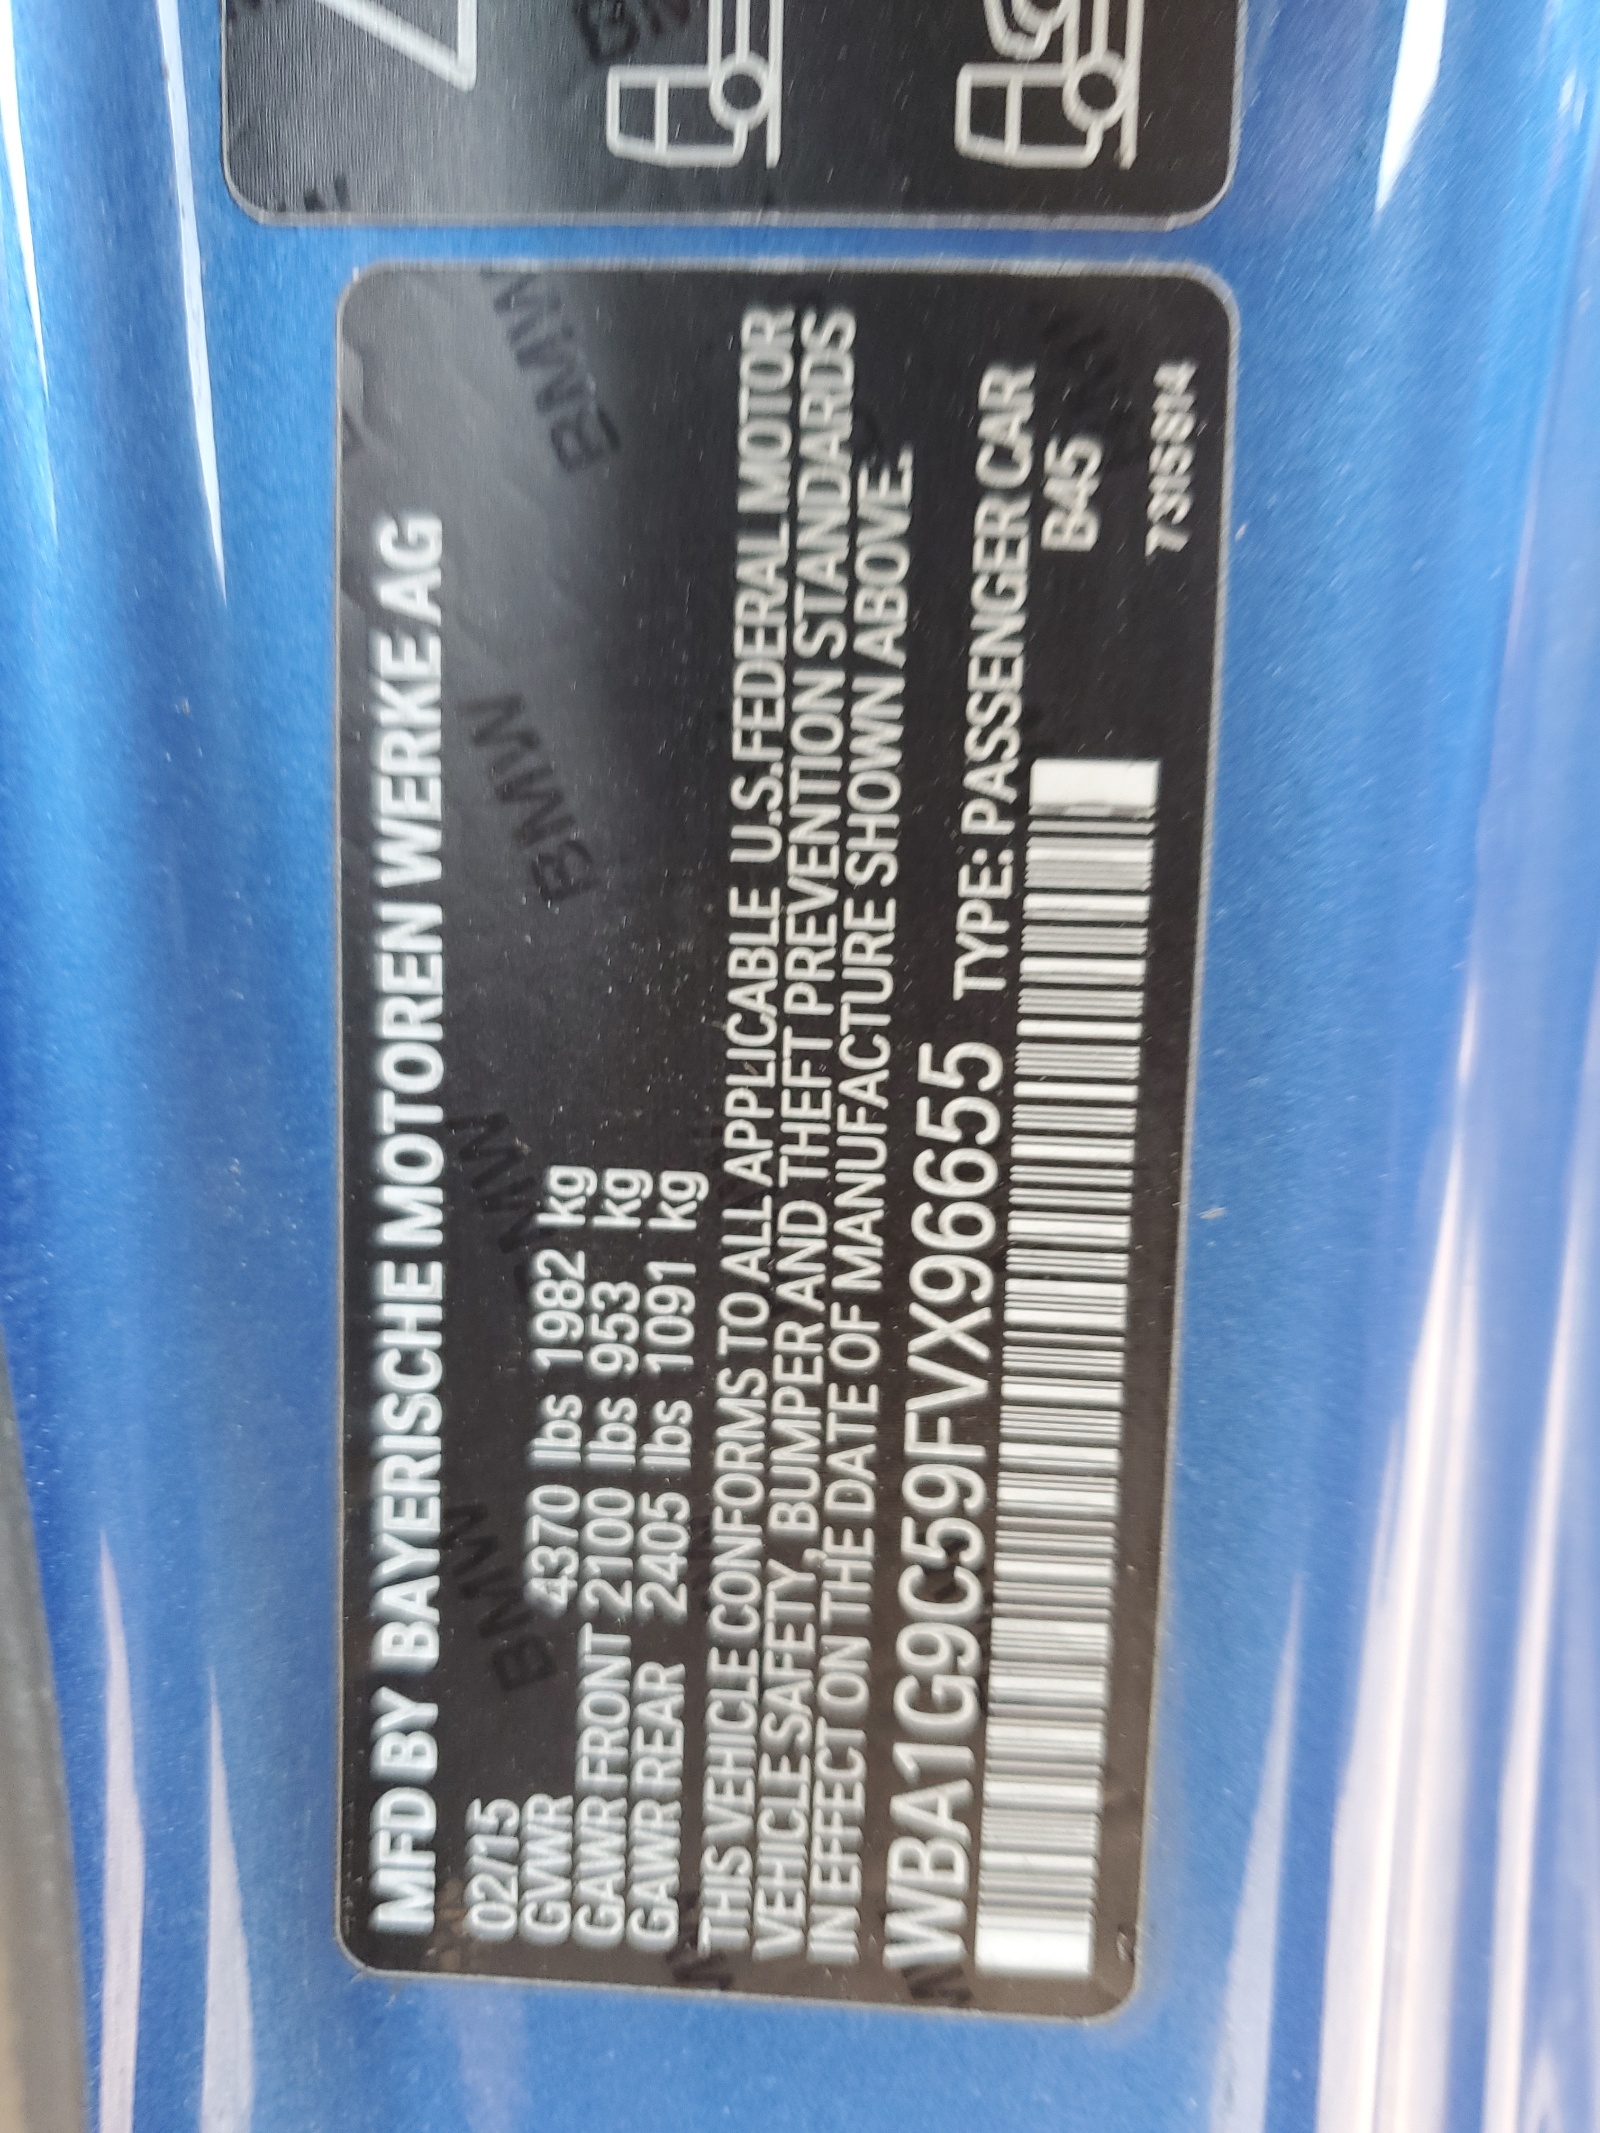 MFD BY BAYERISCHE MOTOREN WERKE AG
02/15
GVWR 4370 lbs 1982 kg
GAWR FRONT 2100 lbs 953 kg
GAWR REAR 2405 lbs 1091 kg
THIS VEHICLE CONFORMS TO ALL APPLICABLE U.S.FEDERAL MOTOR
VEHICLE SAFETY, BUMPER AND THEFT PREVENTION STANDARDS
IN EFFECT ON THE DATE OF MANUFACTURE SHOWN ABOVE.
WBA1G9C59FVX96655 TYPE: PASSENGER CAR
B45
7315814
BMW
BMW
BMW
BMW